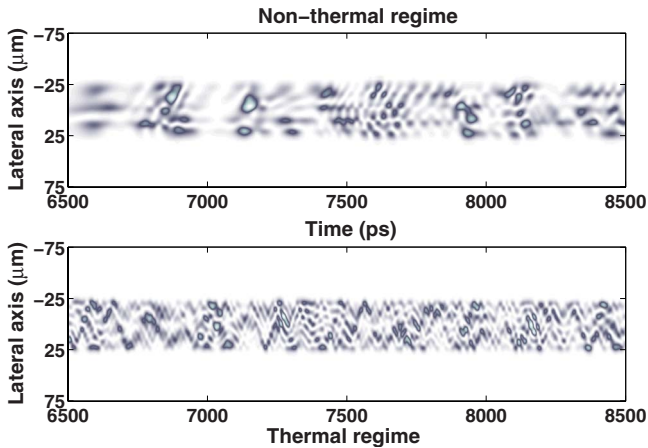 Non-thermal regime
Lateral axis (μm)
-75
-25
25
75
6500 7000 7500 8000 8500
Time (ps)
Lateral axis (μm)
-75
-25
25
75
6500 7000 7500 8000 8500
Thermal regime